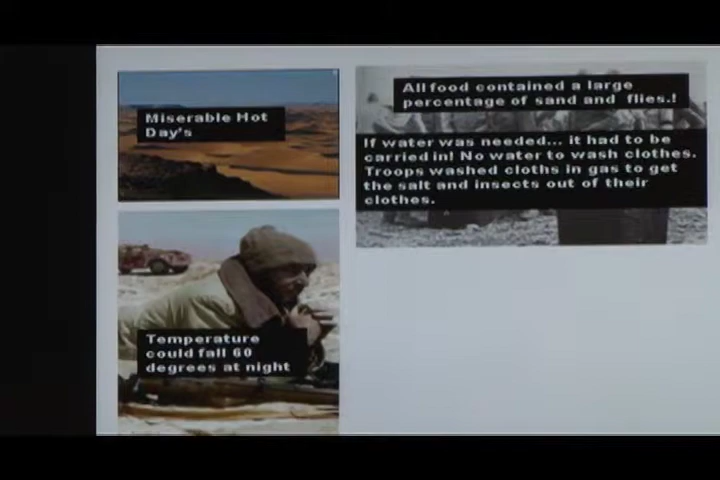 Miserable Hot
Day's
Temperature
could fall 60
degrees at night
All food contained a large
percentage of sand and flies.!
If water was needed... it had to be
carried in! No water to wash clothes.
Troops washed cloths in gas to get
the salt and insects out of their
clothes.